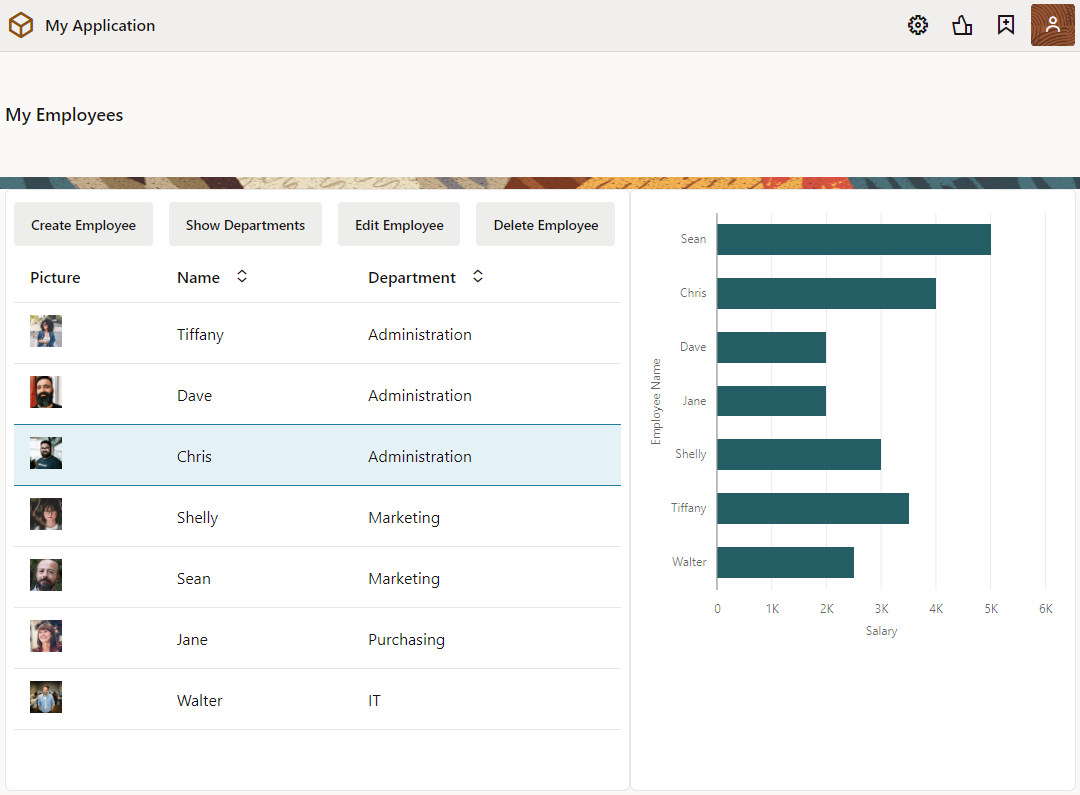 My Application
My Employees
Create Employee
Show Departments
Edit Employee
Delete Employee
Picture Name Department
Tiffany Administration
Dave Administration
Chris Administration
Shelly Marketing
Sean Marketing
Jane Purchasing
Walter IT
Employee Name
Sean
Chris
Dave
Jane
Shelly
Tiffany
Walter
0 1K 2K 3K 4K 5K 6K
Salary